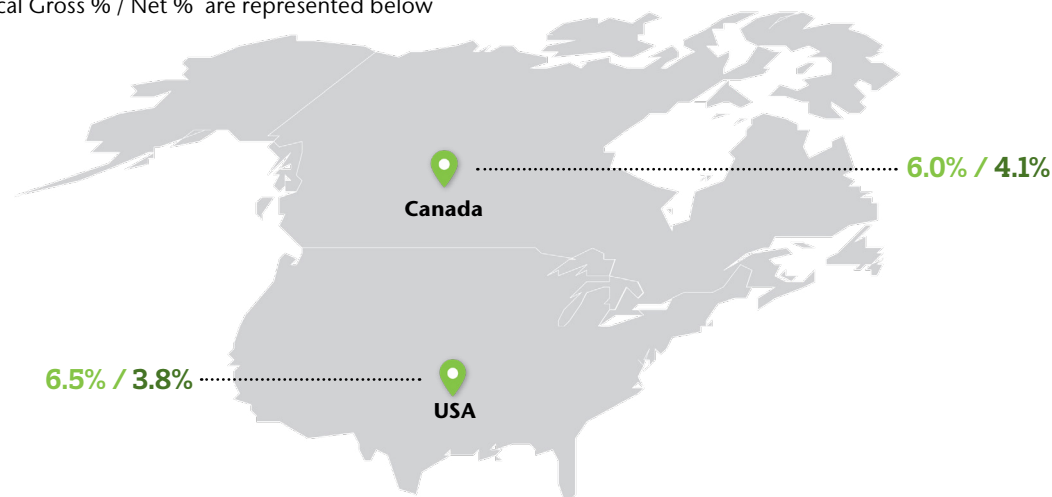 Gross % / Net % are represented below
6.0% / 4.1%
Canada
6.5% / 3.8%
USA